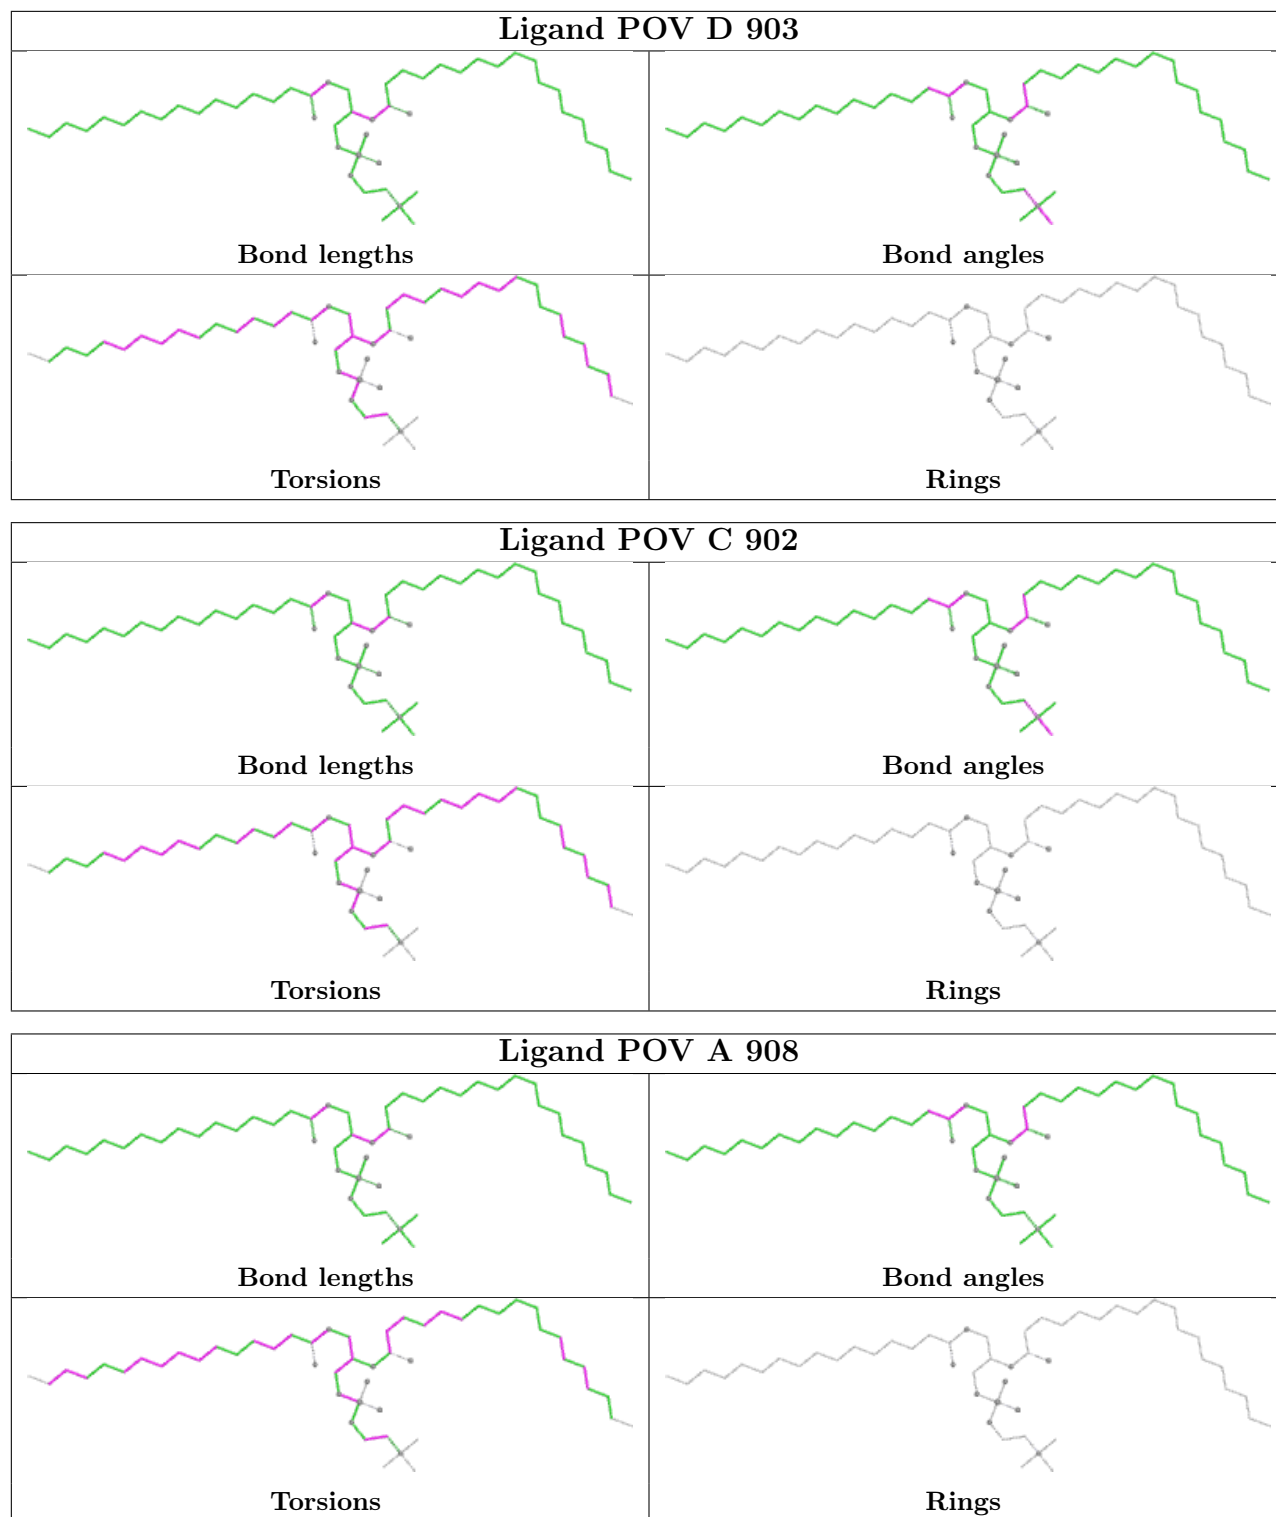 Ligand POV D 903
Bond lengths
Bond angles
Torsions
Rings
Ligand POV C 902
Bond lengths
Bond angles
Torsions
Rings
Ligand POV A 908
Bond lengths
Bond angles
Torsions
Rings